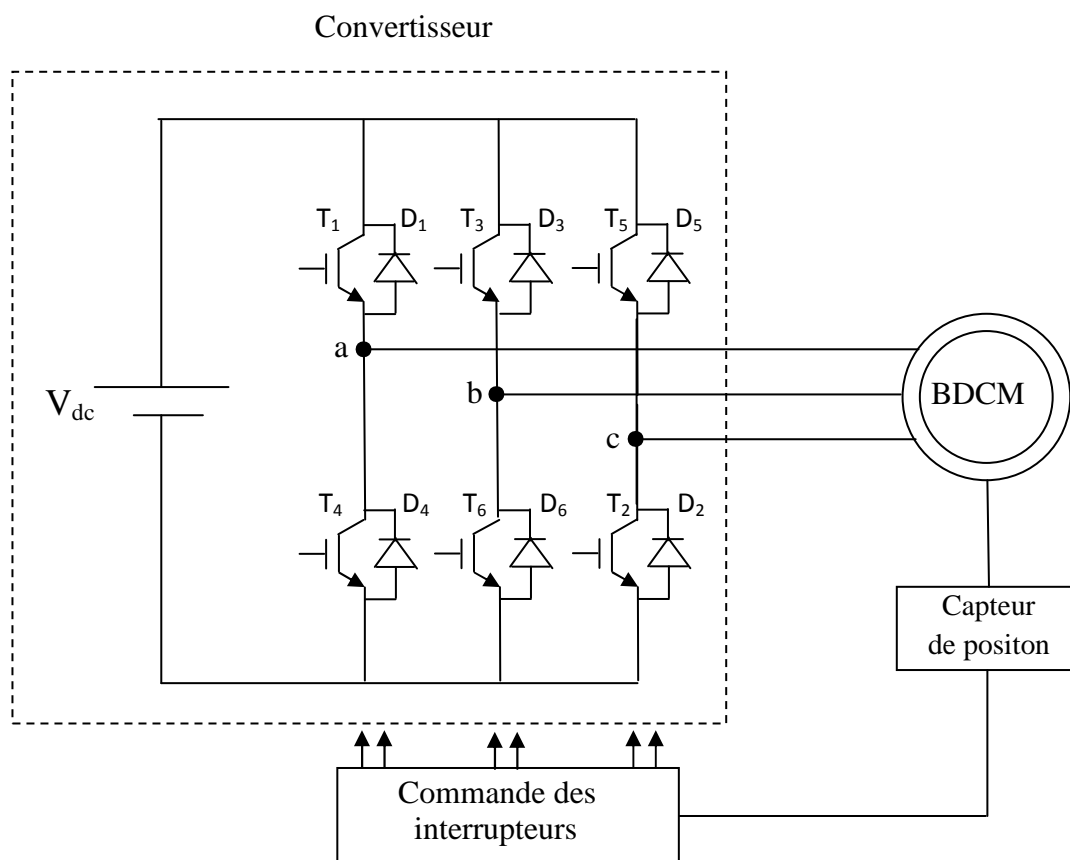 Convertisseur
T₁ D₁ T₃ D₃ T₅ D₅
a
V_dc
b
BDCM
c
T₄ D₄ T₆ D₆ T₂ D₂
Capteur
de positon
Commande des
interrupteurs